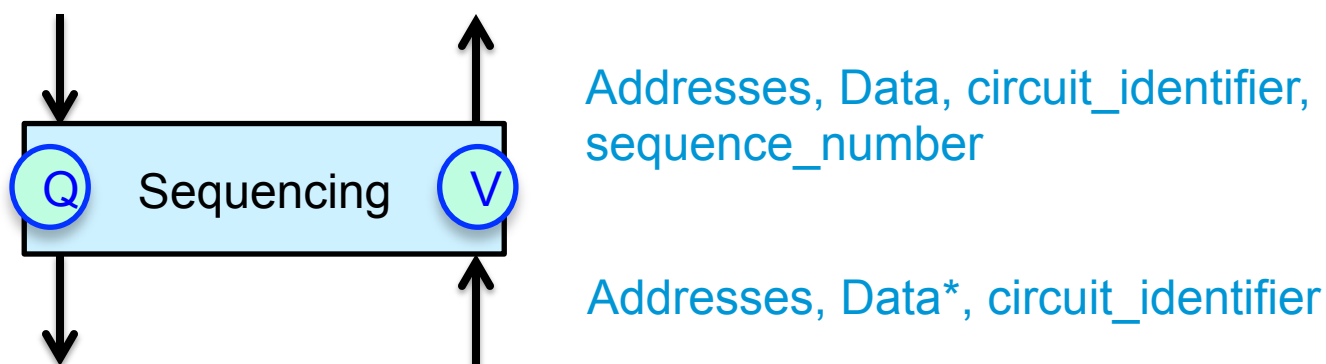 Addresses, Data, circuit_identifier,
sequence_number
Q Sequencing V
Addresses, Data*, circuit_identifier